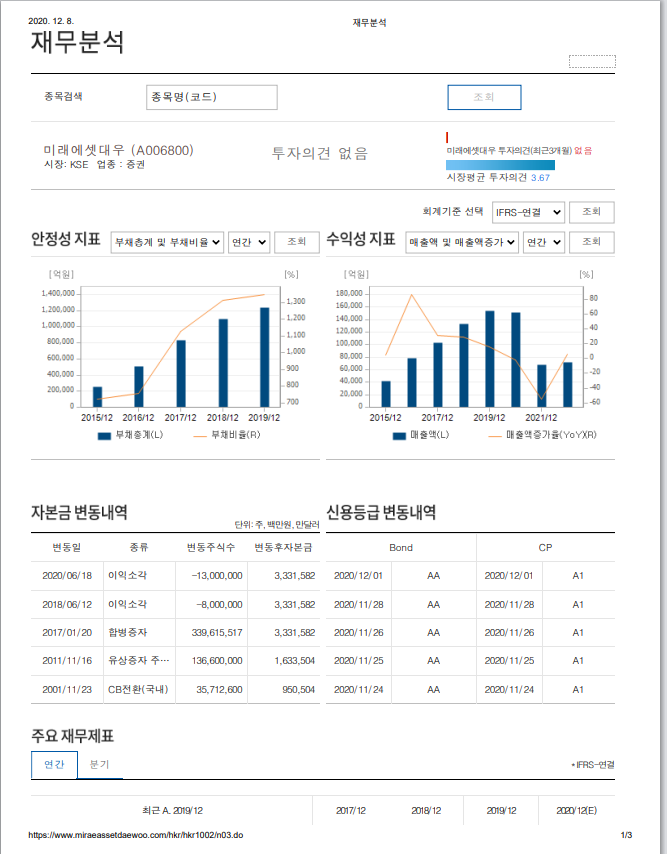 2020. 12. 8.
재무분석
재무분석
종목검색
종목명(코드)
조회
미래에셋대우 (A006800)
시장: KSE 업종 : 증권
투자의견 없음
미래에셋대우 투자의견(최근3개월) 없음
시장평균 투자의견 3.67
회계기준 선택
IFRS-연결
조회
안정성 지표
부채총계 및 부채비율
연간
조회
수익성 지표
매출액 및 매출액증가
연간
조회
[억원]
[%]
1,400,000
1,200,000
1,000,000
800,000
600,000
400,000
200,000
0
1,300
1,200
1,100
1,000
900
800
700
2015/12 2016/12 2017/12 2018/12 2019/12
부채총계(L)
부채비율(R)
[억원]
[%]
180,000
160,000
140,000
120,000
100,000
80,000
60,000
40,000
20,000
0
80
60
40
20
0
-20
-40
-60
2015/12 2017/12 2019/12 2021/12
매출액(L)
매출액증가율(YoY)(R)
자본금 변동내역
단위: 주, 백만원, 만달러
변동일 종류 변동주식수 변동후자본금
2020/06/18 이익소각 -13,000,000 3,331,582
2018/06/12 이익소각 -8,000,000 3,331,582
2017/01/20 합병증자 339,615,517 3,331,582
2011/11/16 유상증자 주… 136,600,000 1,633,504
2001/11/23 CB전환(국내) 35,712,600 950,504
신용등급 변동내역
Bond CP
2020/12/01 AA 2020/12/01 A1
2020/11/28 AA 2020/11/28 A1
2020/11/26 AA 2020/11/26 A1
2020/11/25 AA 2020/11/25 A1
2020/11/24 AA 2020/11/24 A1
주요 재무제표
연간
분기
* IFRS-연결
최근 A. 2019/12 2017/12 2018/12 2019/12 2020/12(E)
https://www.miraeassetdaewoo.com/hkr/hkr1002/n03.do
1/3